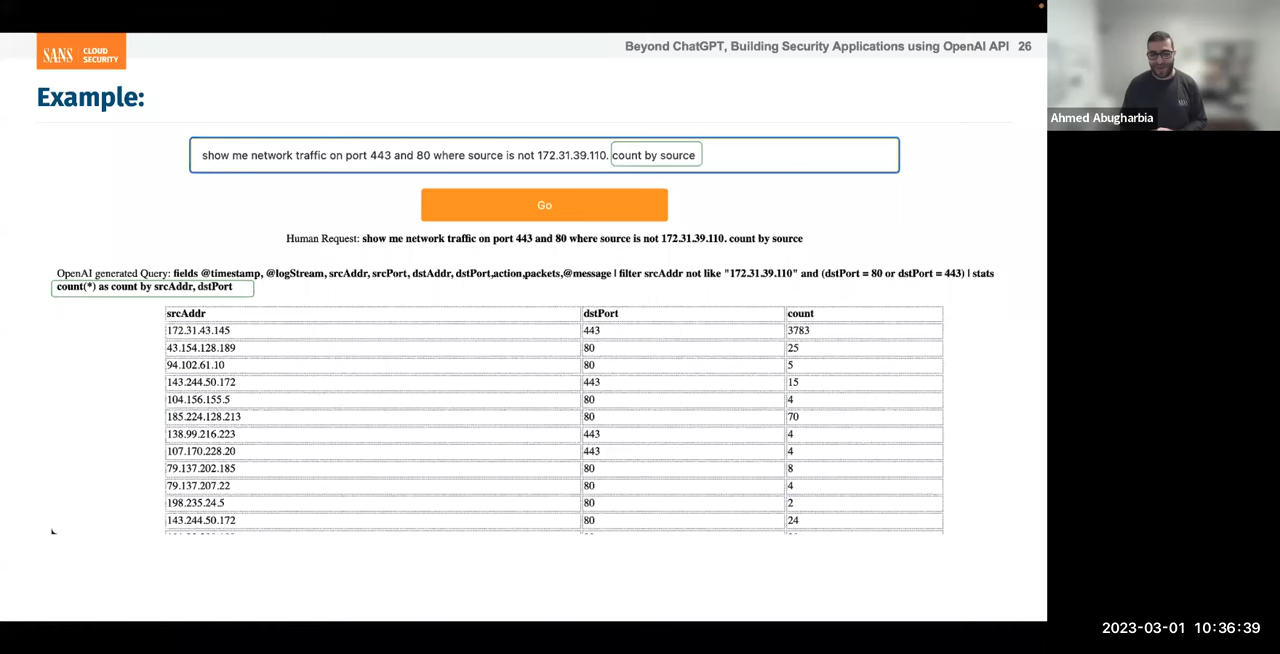 SANS CLOUD SECURITY
Beyond ChatGPT, Building Security Applications using OpenAI API 26
Example:
show me network traffic on port 443 and 80 where source is not 172.31.39.110. count by source
Go
Human Request: show me network traffic on port 443 and 80 where source is not 172.31.39.110. count by source
OpenAI generated Query: fields @timestamp, @logStream, srcAddr, srcPort, dstAddr, dstPort,action,packets,@message | filter srcAddr not like "172.31.39.110" and (dstPort = 80 or dstPort = 443) | stats
count(*) as count by srcAddr, dstPort
srcAddr dstPort count
172.31.43.145 443 3783
43.154.128.189 80 25
94.102.61.10 80 5
143.244.50.172 443 15
104.156.155.5 80 4
185.224.128.213 80 70
138.99.216.223 443 4
107.170.228.20 443 4
79.137.202.185 80 8
79.137.207.22 80 4
198.235.24.5 80 2
143.244.50.172 80 24
Ahmed Abugharbia
2023-03-01 10:36:39